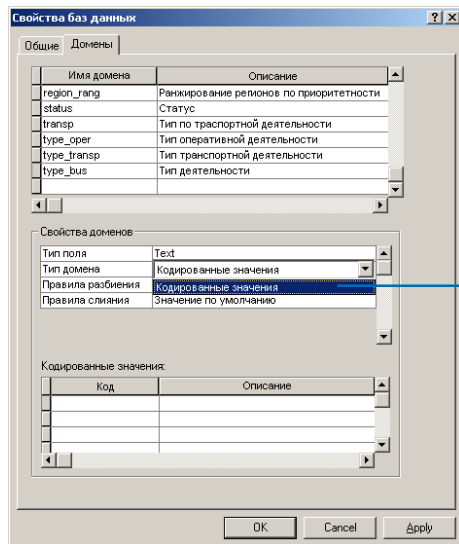 Свойства баз данных
Общие Домены
Имя домена Описание
region_rang Ранжирование регионов по приоритетности
status Статус
transp Тип по траспортной деятельности
type_oper Тип оперативной деятельности
type_transp Тип транспортной деятельности
type_bus Тип деятельности
Свойства доменов
Тип поля Text
Тип домена Кодированные значения
Правила разбиения Кодированные значения
Правила слияния Значение по умолчанию
Кодированные значения:
Код Описание
OK Cancel Apply